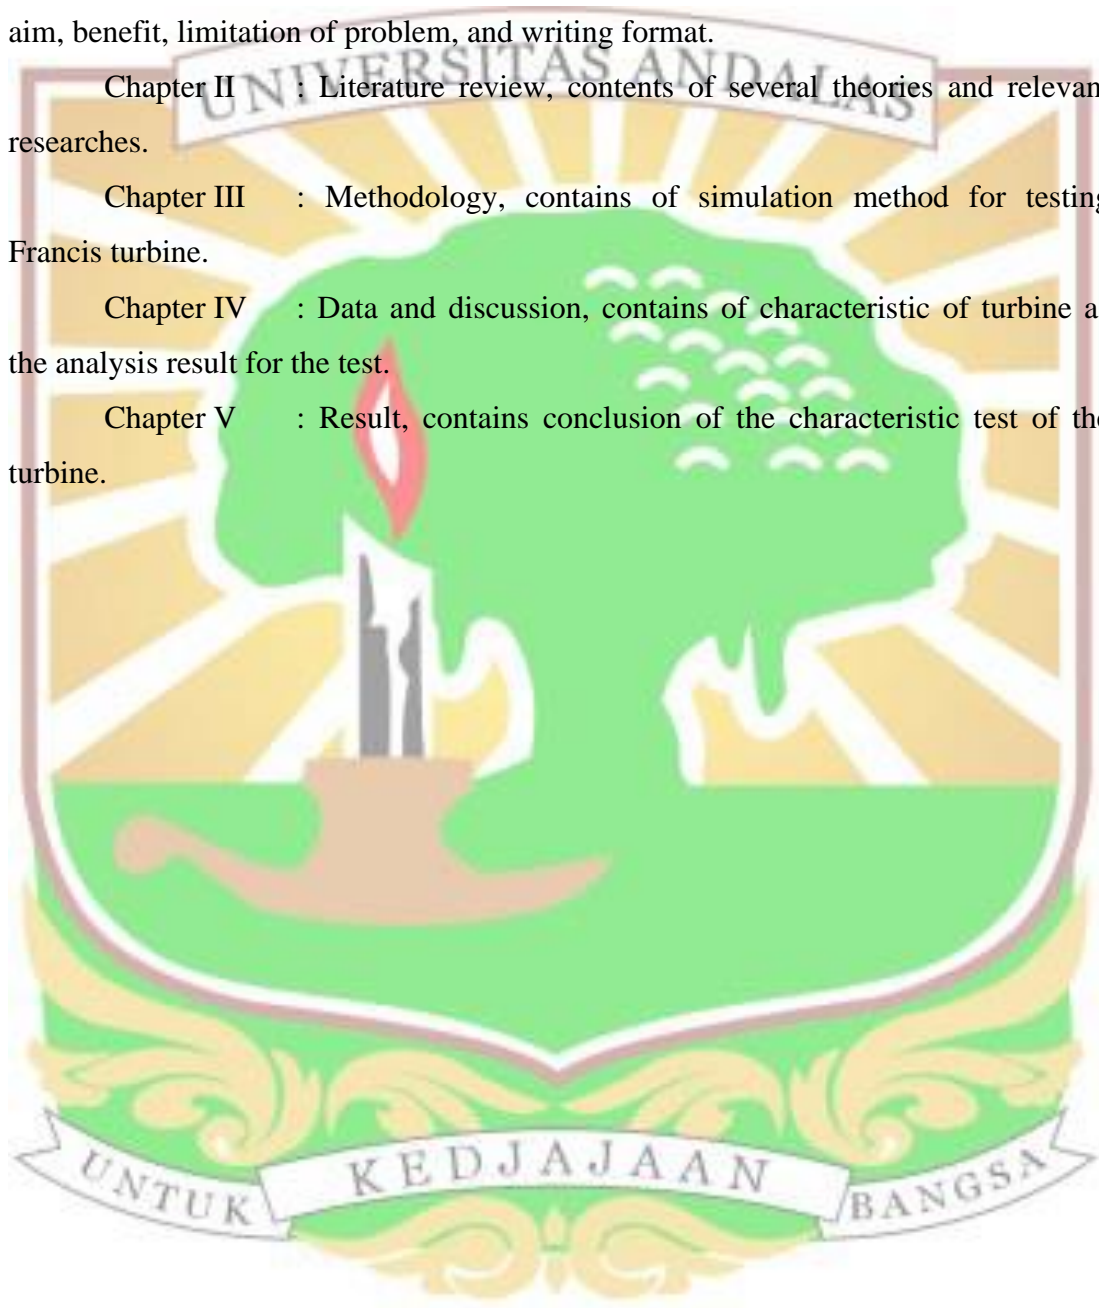 aim, benefit, limitation of problem, and writing format.
UNIVERSITAS ANDALAS
Chapter II : Literature review, contents of several theories and relevan
researches.
Chapter III : Methodology, contains of simulation method for testing
Francis turbine.
Chapter IV : Data and discussion, contains of characteristic of turbine a
the analysis result for the test.
Chapter V : Result, contains conclusion of the characteristic test of the
turbine.
UNTUK KEDJAJAAN BANGSA